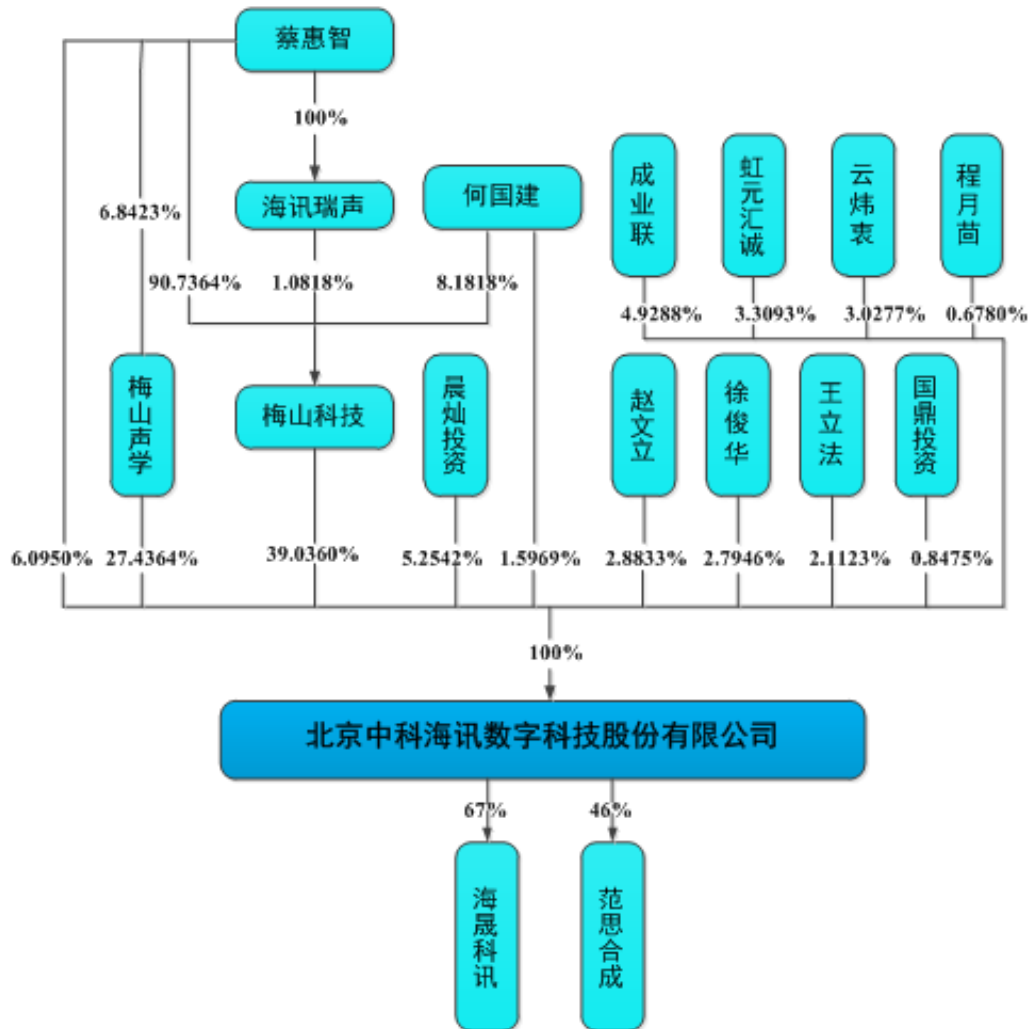 蔡惠智
100%
海讯瑞声
何国建
成业联
虹元汇诚
云炜衷
程月茴
6.8423%
90.7364%
1.0818%
8.1818%
4.9288%
3.3093%
3.0277%
0.6780%
梅山声学
梅山科技
晨灿投资
赵文立
徐俊华
王立法
国鼎投资
6.0950%
27.4364%
39.0360%
5.2542%
1.5969%
2.8833%
2.7946%
2.1123%
0.8475%
100%
北京中科海讯数字科技股份有限公司
67%
46%
海晟科讯
范思合成